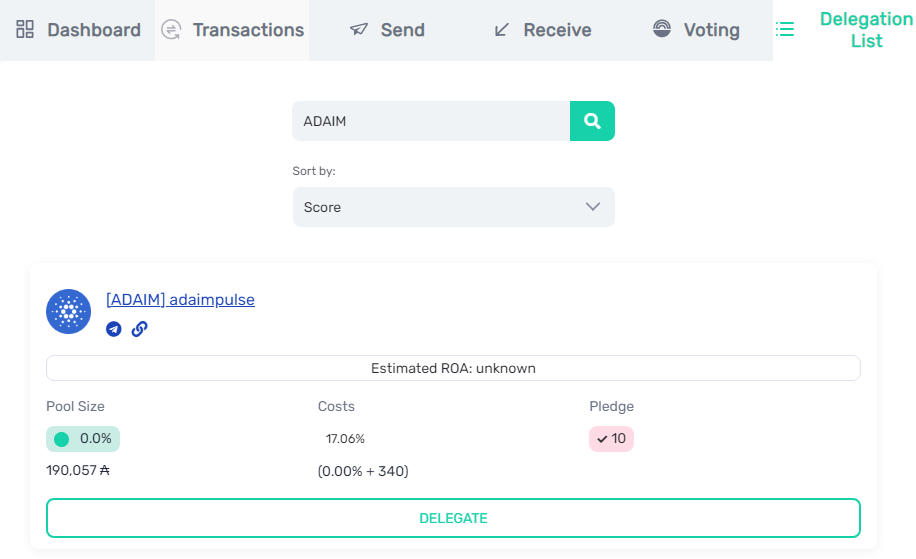 Dashboard
Transactions
Send
Receive
Voting
Delegation
List
ADAIM
Sort by:
Score
[ADAIM] adaimpulse
Estimated ROA: unknown
Pool Size
Costs
Pledge
0.0%
17.06%
10
190,057 ₳
(0.00% + 340)
DELEGATE